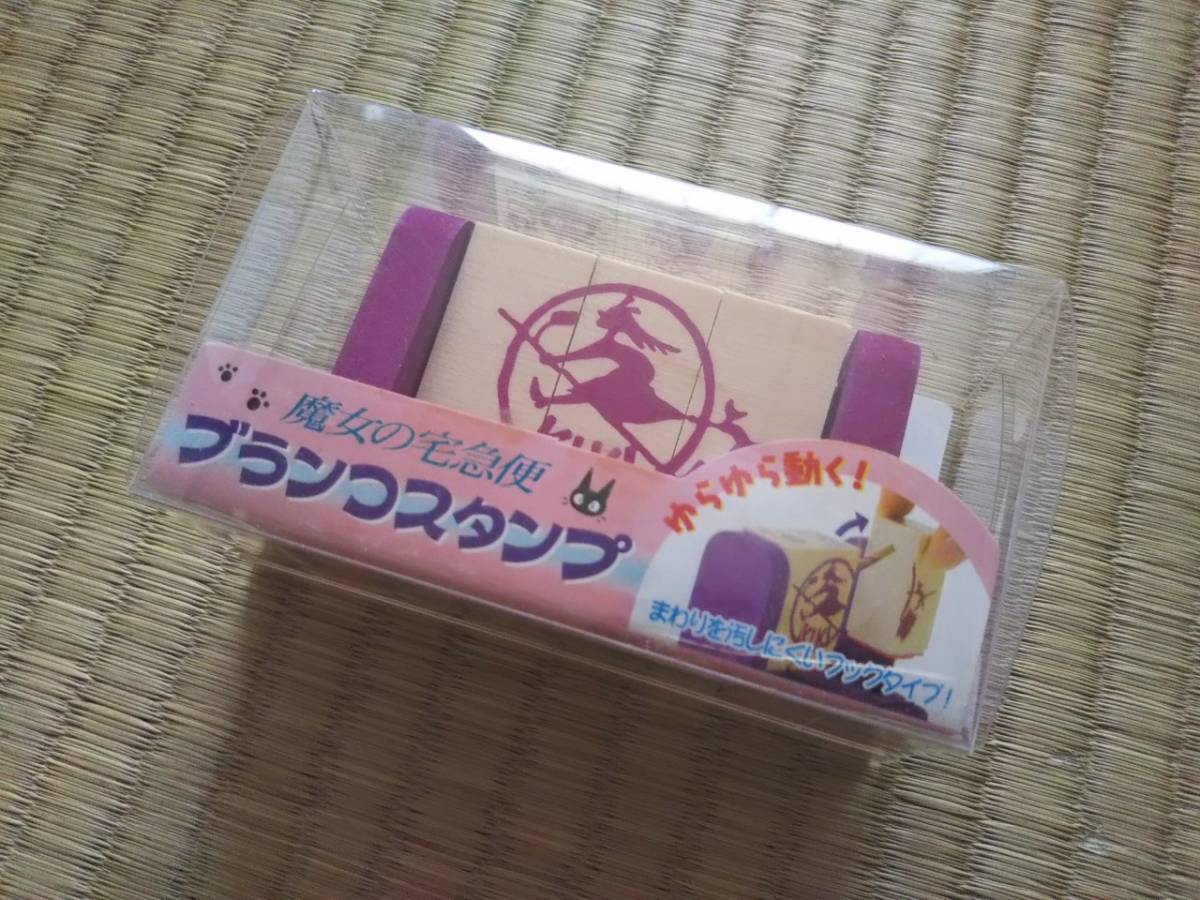 魔女の宅急便
ブランコスタンプ
ゆらゆら動く!
まわりを汚しにくいフックタイプ!